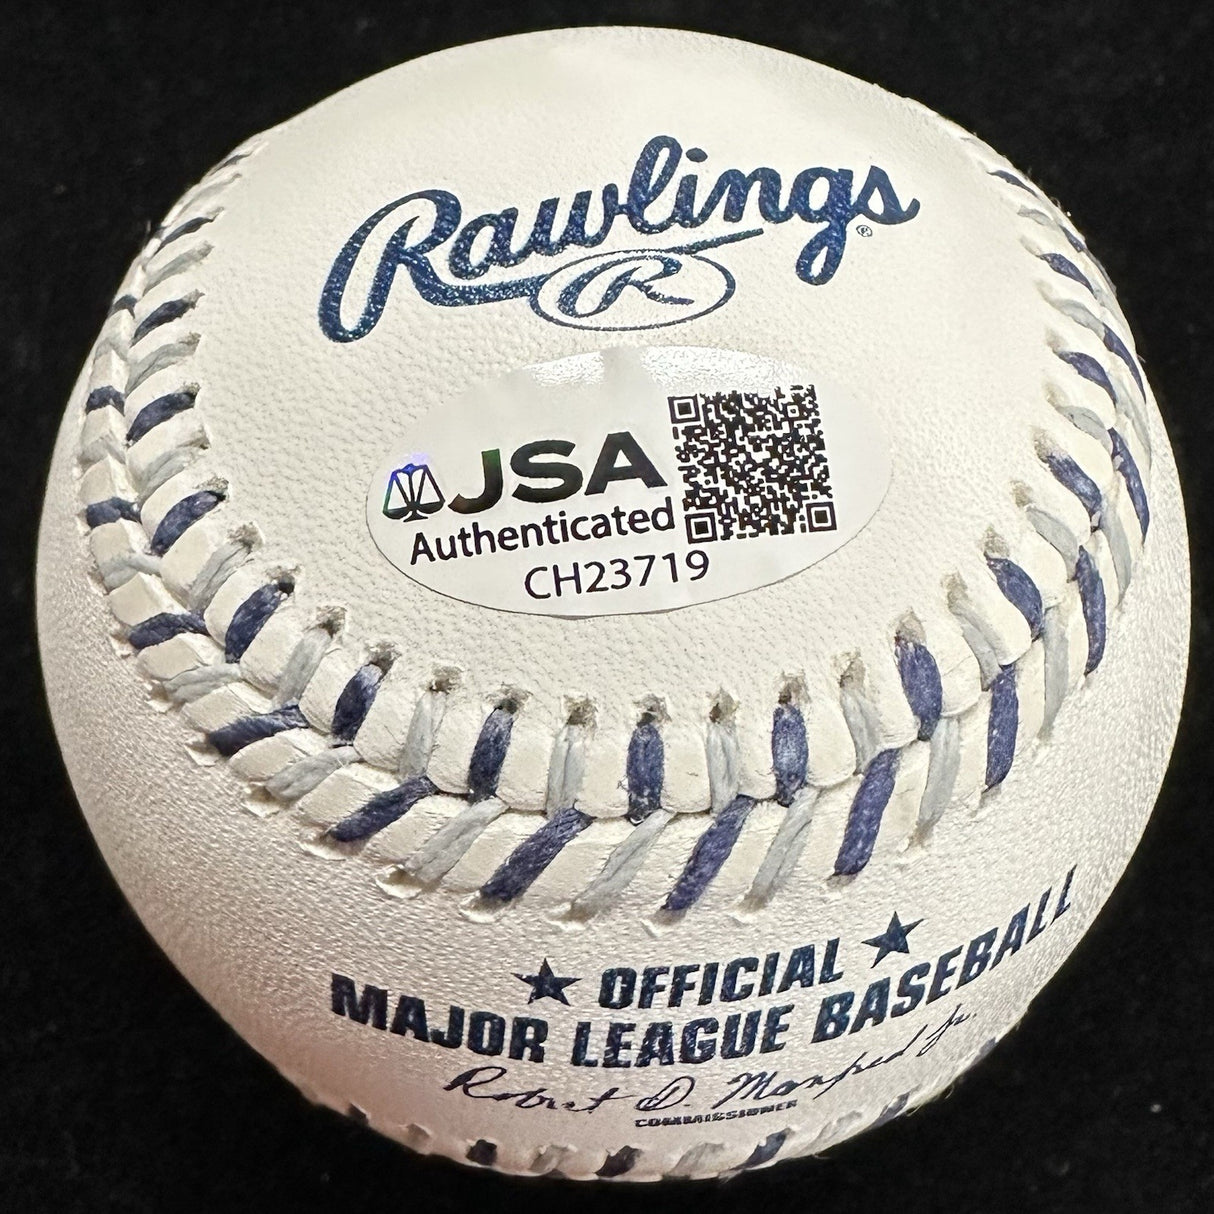 Rawlings ®
R
JSA
Authenticated
CH23719
★ OFFICIAL ★
MAJOR LEAGUE BASEBALL
Robert D. Manfred Jr.
COMMISSIONER